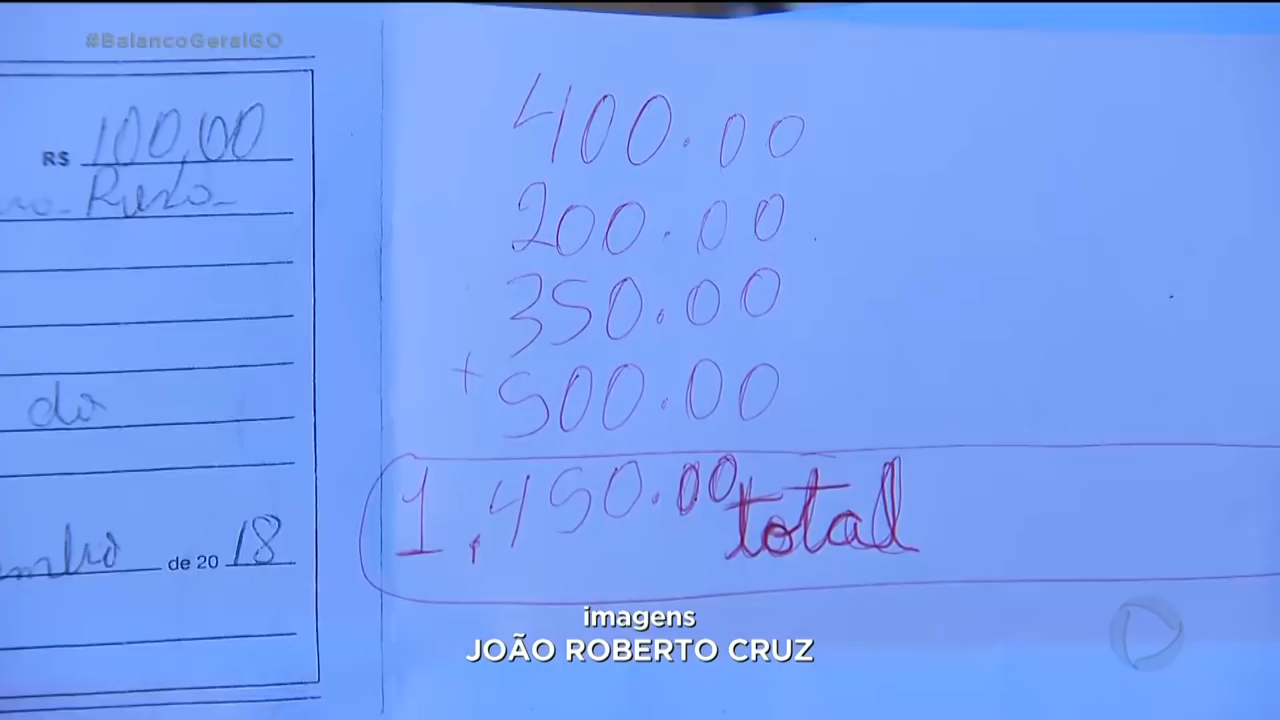 #BalancoGeralGO
R$ 100,00
do
de 20 18
400.00
200.00
350.00
+ 500.00
1,450.00 total
imagens
JOÃO ROBERTO CRUZ